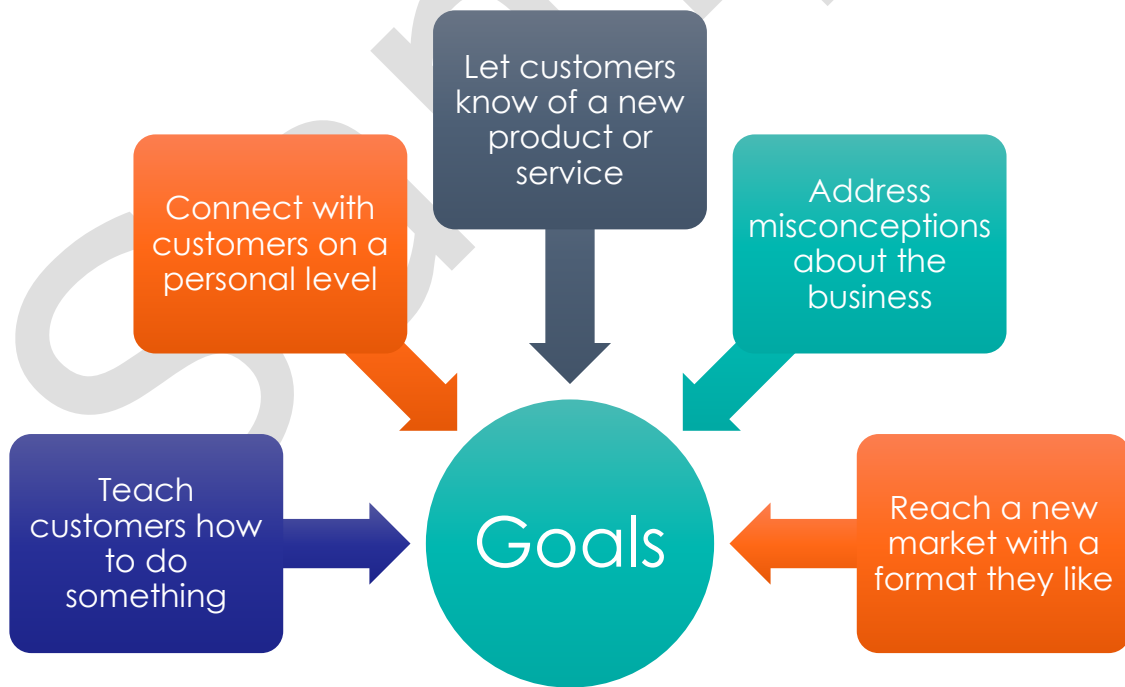 Let customers
know of a new
product or
service
Connect with
customers on a
personal level
Address
misconceptions
about the
business
Teach
customers how
to do
something
Goals
Reach a new
market with a
format they like